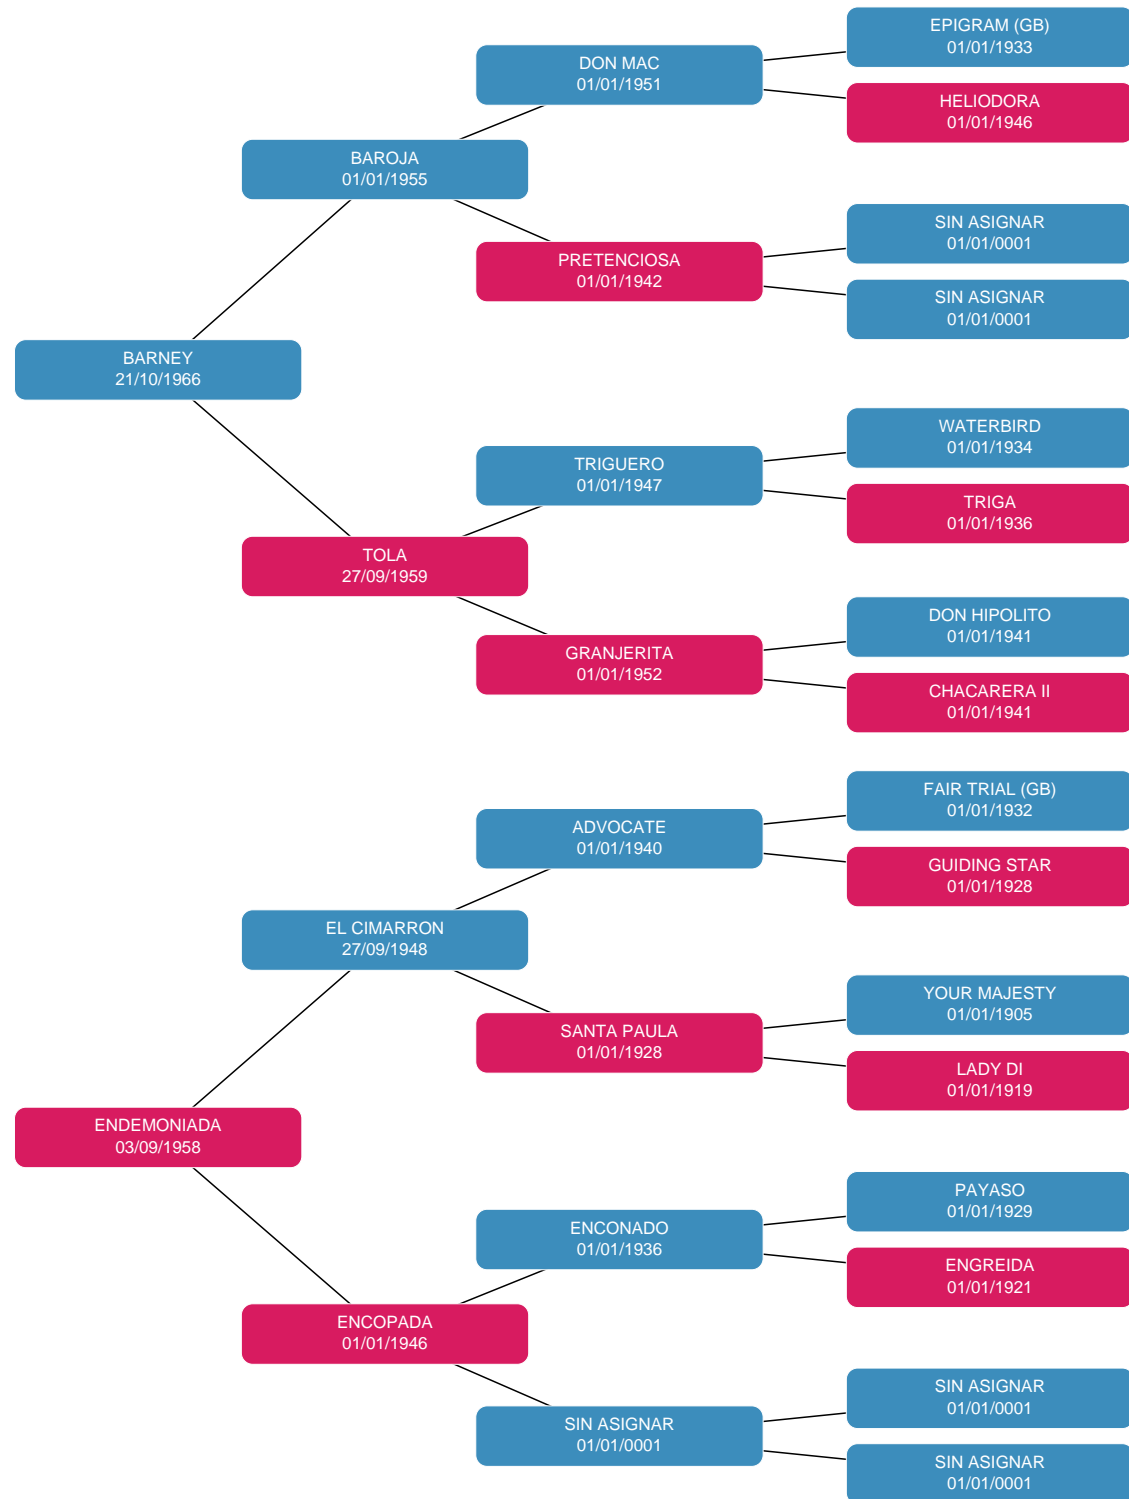 EPIGRAM (GB)
01/01/1933
DON MAC
01/01/1951
HELIODORA
01/01/1946
BAROJA
01/01/1955
SIN ASIGNAR
01/01/0001
PRETENCIOSA
01/01/1942
SIN ASIGNAR
01/01/0001
BARNEY
21/10/1966
WATERBIRD
01/01/1934
TRIGUERO
01/01/1947
TRIGA
01/01/1936
TOLA
27/09/1959
DON HIPOLITO
01/01/1941
GRANJERITA
01/01/1952
CHACARERA II
01/01/1941
FAIR TRIAL (GB)
01/01/1932
ADVOCATE
01/01/1940
GUIDING STAR
01/01/1928
EL CIMARRON
27/09/1948
YOUR MAJESTY
01/01/1905
SANTA PAULA
01/01/1928
LADY DI
01/01/1919
ENDEMONIADA
03/09/1958
PAYASO
01/01/1929
ENCONADO
01/01/1936
ENGREIDA
01/01/1921
ENCOPADA
01/01/1946
SIN ASIGNAR
01/01/0001
SIN ASIGNAR
01/01/0001
SIN ASIGNAR
01/01/0001